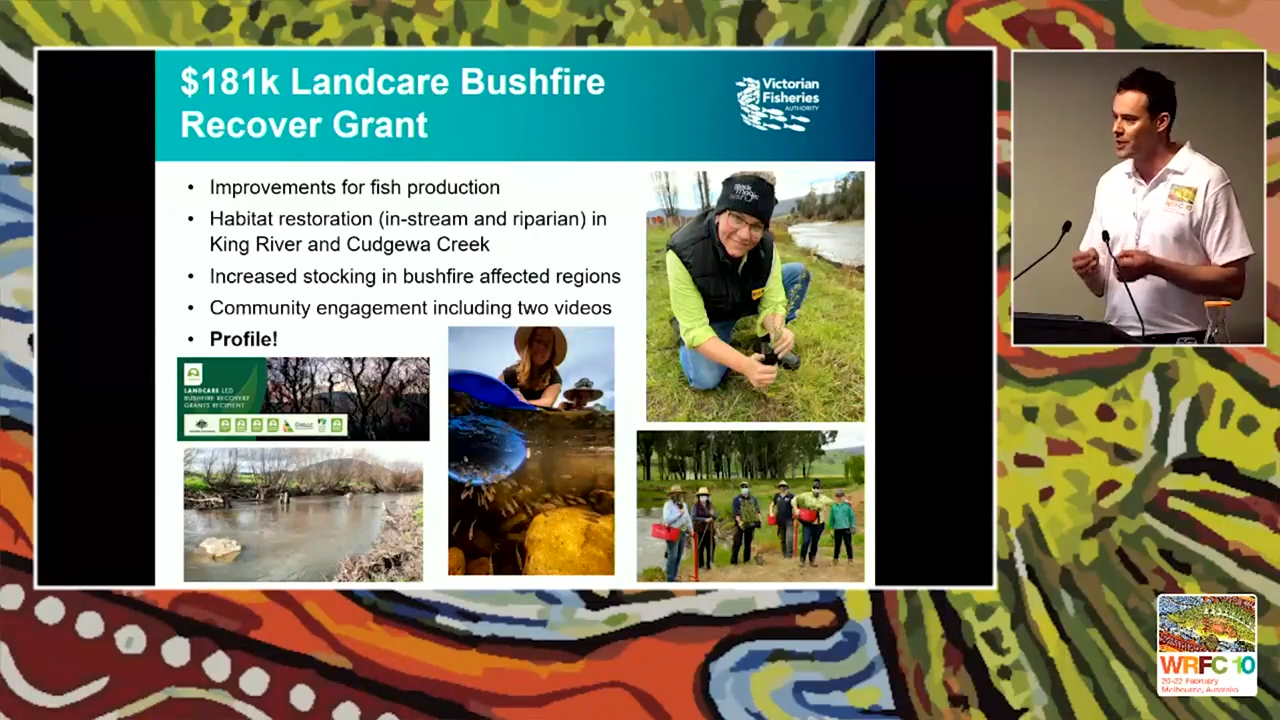 $181k Landcare Bushfire
Recover Grant
Victorian
Fisheries
AUTHORITY
• Improvements for fish production
• Habitat restoration (in-stream and riparian) in
King River and Cudgewa Creek
• Increased stocking in bushfire affected regions
• Community engagement including two videos
• Profile!
LANDCARE LED
BUSHFIRE RECOVERY
GRANTS RECIPIENT
WRFC 10
20-22 February
Melbourne, Australia